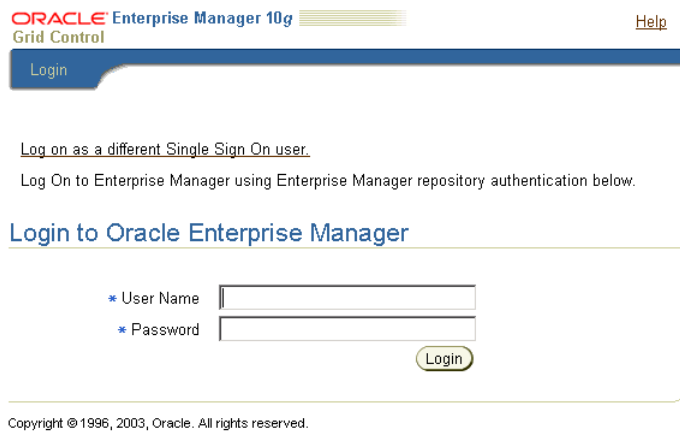 ORACLE Enterprise Manager 10g
Grid Control
Help
Login
Log on as a different Single Sign On user.
Log On to Enterprise Manager using Enterprise Manager repository authentication below.
Login to Oracle Enterprise Manager
* User Name
* Password
Login
Copyright © 1996, 2003, Oracle. All rights reserved.